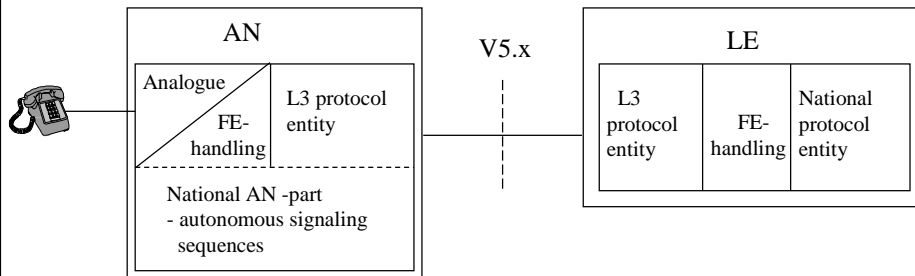 AN
Analogue
FE-
handling
L3 protocol
entity
National AN -part
- autonomous signaling
sequences
V5.x
LE
L3
protocol
entity
FE-
handling
National
protocol
entity